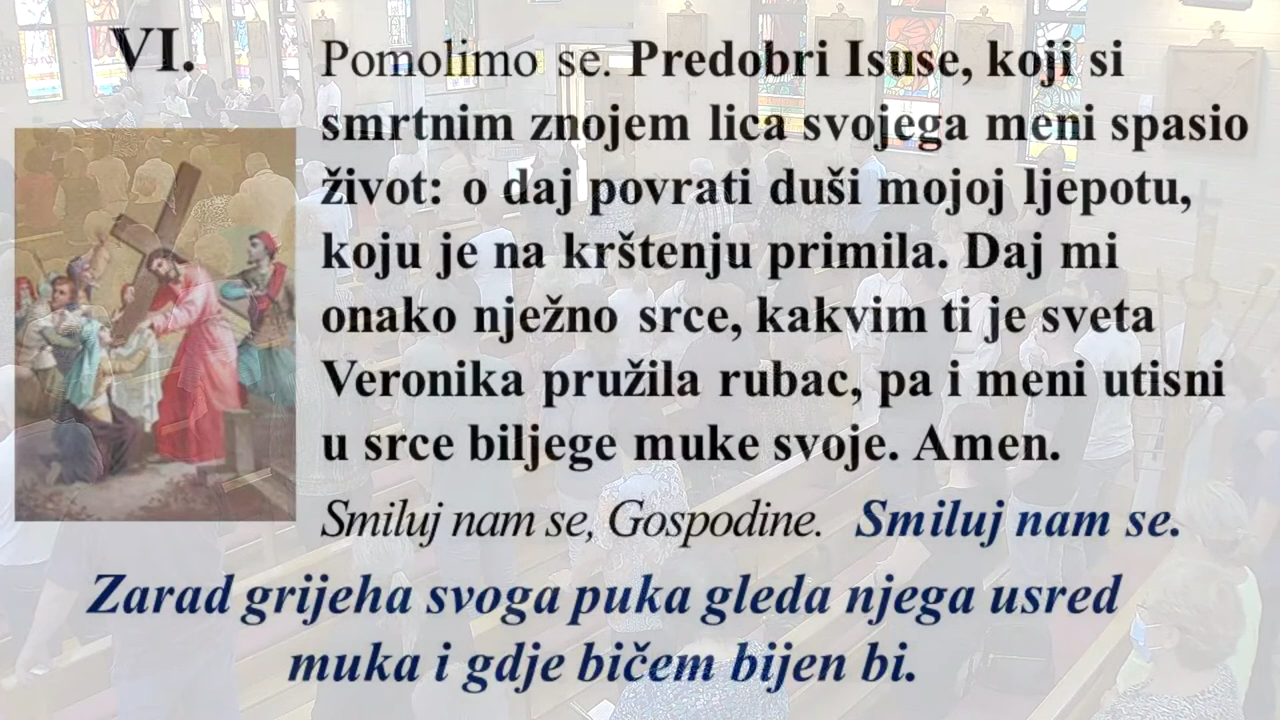 VI.
Pomolimo se. Predobri Isuse, koji si
smrtnim znojem lica svojega meni spasio
život: o daj povrati duši mojoj ljepotu,
koju je na krštenju primila. Daj mi
onako nježno srce, kakvim ti je sveta
Veronika pružila rubac, pa i meni utisni
u srce biljege muke svoje. Amen.
Smiluj nam se, Gospodine. Smiluj nam se.
Zarad grijeha svoga puka gleda njega usred
muka i gdje bičem bijen bi.